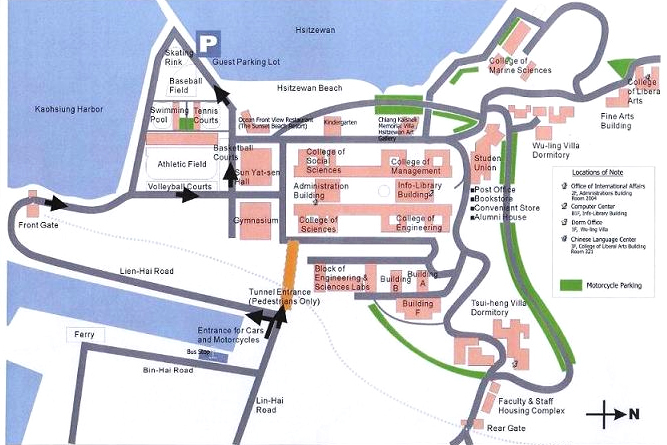 Hsitzewan
Skating
Rink
P
Guest Parking Lot
College of
Marine Sciences
Baseball
Field
Hsitzewan Beach
College
of Liberal
Arts
Kaohsiung Harbor
Swimming
Pool
Tennis
Courts
Ocean Front View Restaurant
(The Sunset Beach Resort)
Kindergarten
Chiang Kaishek
Memorial Villa
Hsitzewan Art
Gallery
Fine Arts
Building
Wu-ling Villa
Dormitory
Basketball
Courts
Athletic Field
College of
Social
Sciences
College of
Management
Studen
Union
Sun Yat-sen
Hall
Volleyball Courts
Administration
Building
Info-Library
Building
Post Office
Bookstore
Convenient Store
Alumni House
Locations of Note
Office of International Affairs
2F, Administrations Building
Room 2004
Computer Center
B1F, Info-Library Building
Dorm Office
1F, Wu-ling Villa
Chinese Language Center
1F, College of Liberal Arts Building
Room 221
Motorcycle Parking
Front Gate
Gymnasium
College of
Sciences
College of
Engineering
Lien-Hai Road
Block of
Engineering &
Sciences Labs
Building
B
Building
A
Tunnel Entrance
(Pedestrians Only)
Building
F
Tsui-heng Villa
Dormitory
Ferry
Entrance for Cars
and Motorcycles
Bus Stop
Bin-Hai Road
Lin-Hai
Road
Faculty & Staff
Housing Complex
Rear Gate
N